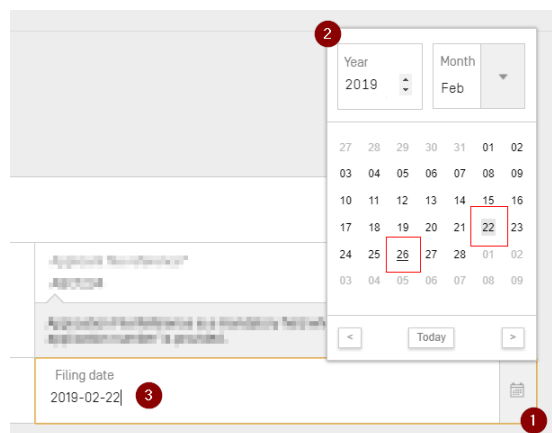 2
Year
2019
Month
Feb
27 28 29 30 31 01 02
03 04 05 06 07 08 09
10 11 12 13 14 15 16
17 18 19 20 21 22 23
24 25 26 27 28 01 02
03 04 05 06 07 08 09
< Today >
Filing date
2019-02-22 3
1